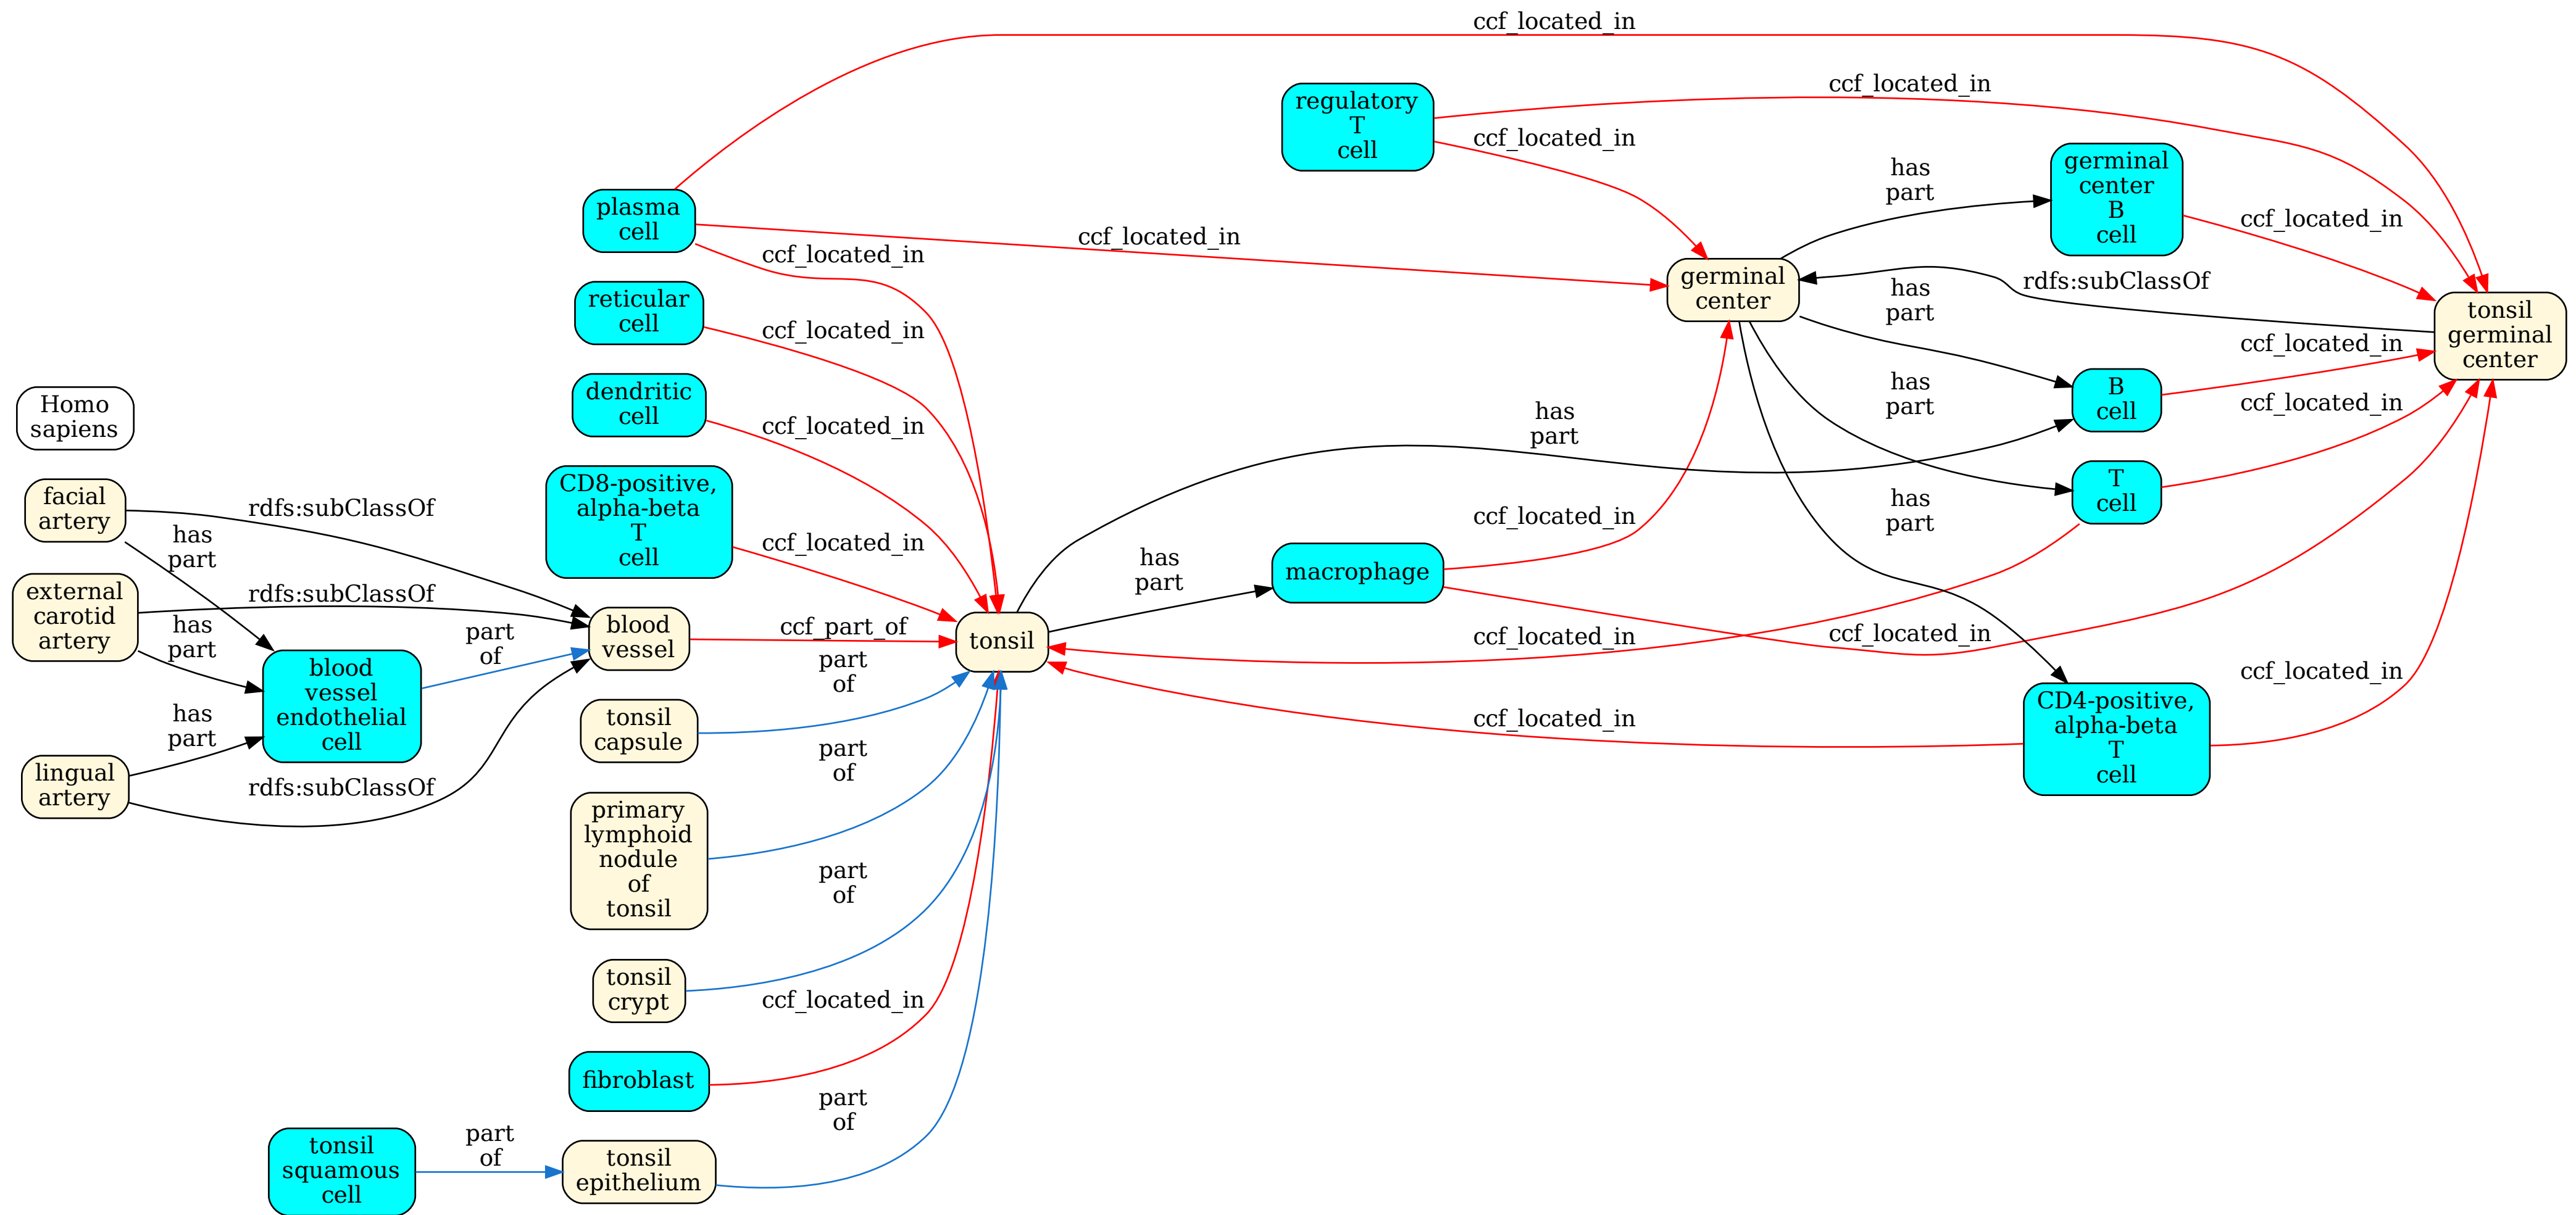 ccf_located_in
regulatory
T
cell
ccf_located_in
ccf_located_in
plasma
cell
ccf_located_in
ccf_located_in
germinal
center
B
cell
has
part
ccf_located_in
reticular
cell
ccf_located_in
germinal
center
rdfs:subClassOf
has
part
tonsil
germinal
center
ccf_located_in
dendritic
cell
ccf_located_in
B
cell
has
part
ccf_located_in
Homo
sapiens
has
part
facial
artery
rdfs:subClassOf
has
part
CD8-positive,
alpha-beta
T
cell
ccf_located_in
T
cell
has
part
ccf_located_in
external
carotid
artery
rdfs:subClassOf
has
part
has
part
macrophage
blood
vessel
endothelial
cell
part
of
blood
vessel
ccf_part_of
tonsil
ccf_located_in
ccf_located_in
part
of
ccf_located_in
ccf_located_in
CD4-positive,
alpha-beta
T
cell
has
part
lingual
artery
rdfs:subClassOf
tonsil
capsule
part
of
primary
lymphoid
nodule
of
tonsil
part
of
tonsil
crypt
ccf_located_in
fibroblast
part
of
tonsil
squamous
cell
part
of
tonsil
epithelium